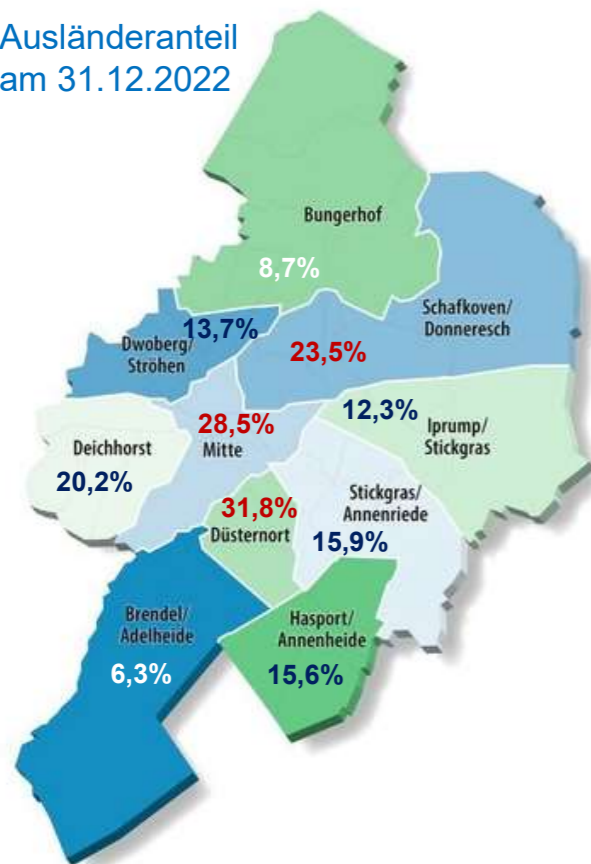 Ausländeranteil
am 31.12.2022
Bungerhof
8,7%
Schafkoven/
Donneresch
13,7%
Dwoberg/
Ströhen
23,5%
12,3%
Iprump/
Stickgras
28,5%
Mitte
Deichhorst
20,2%
Stickgras/
Annenriede
15,9%
31,8%
Düsternort
Brendel/
Adelheide
6,3%
Hasport/
Annenheide
15,6%